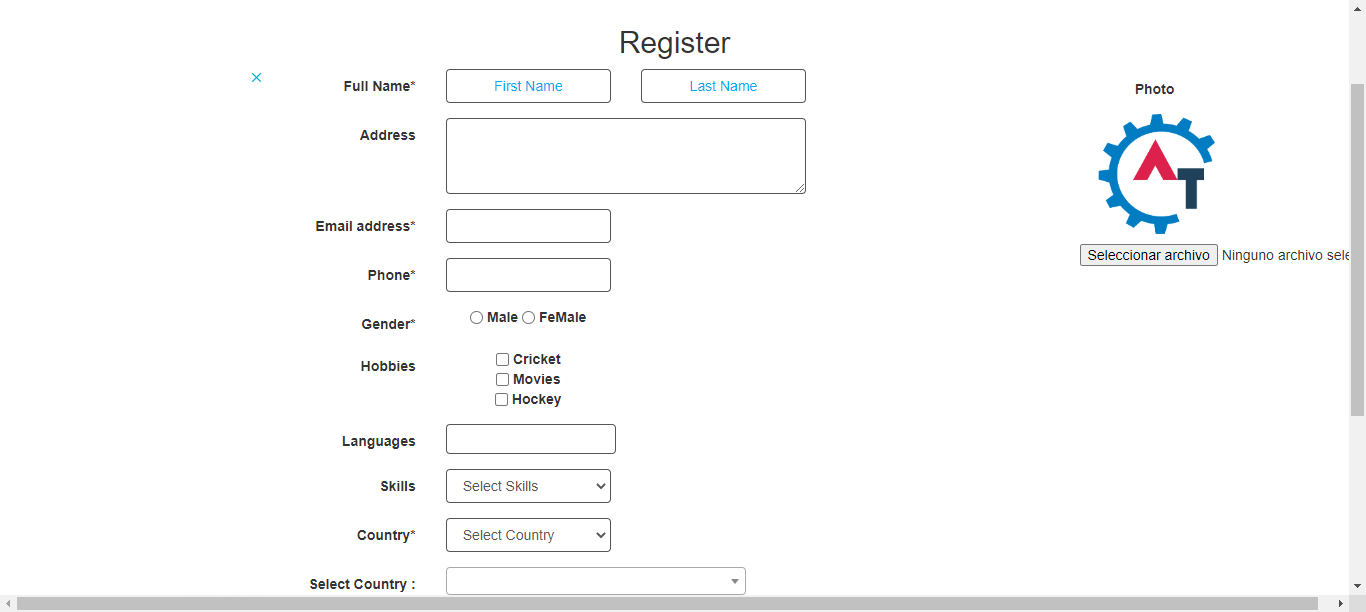 Register
Full Name* First Name Last Name
Photo
Address
Email address*
Seleccionar archivo Ninguno archivo sele
Phone*
Gender* Male FeMale
Hobbies Cricket
Movies
Hockey
Languages
Skills Select Skills
Country* Select Country
Select Country :